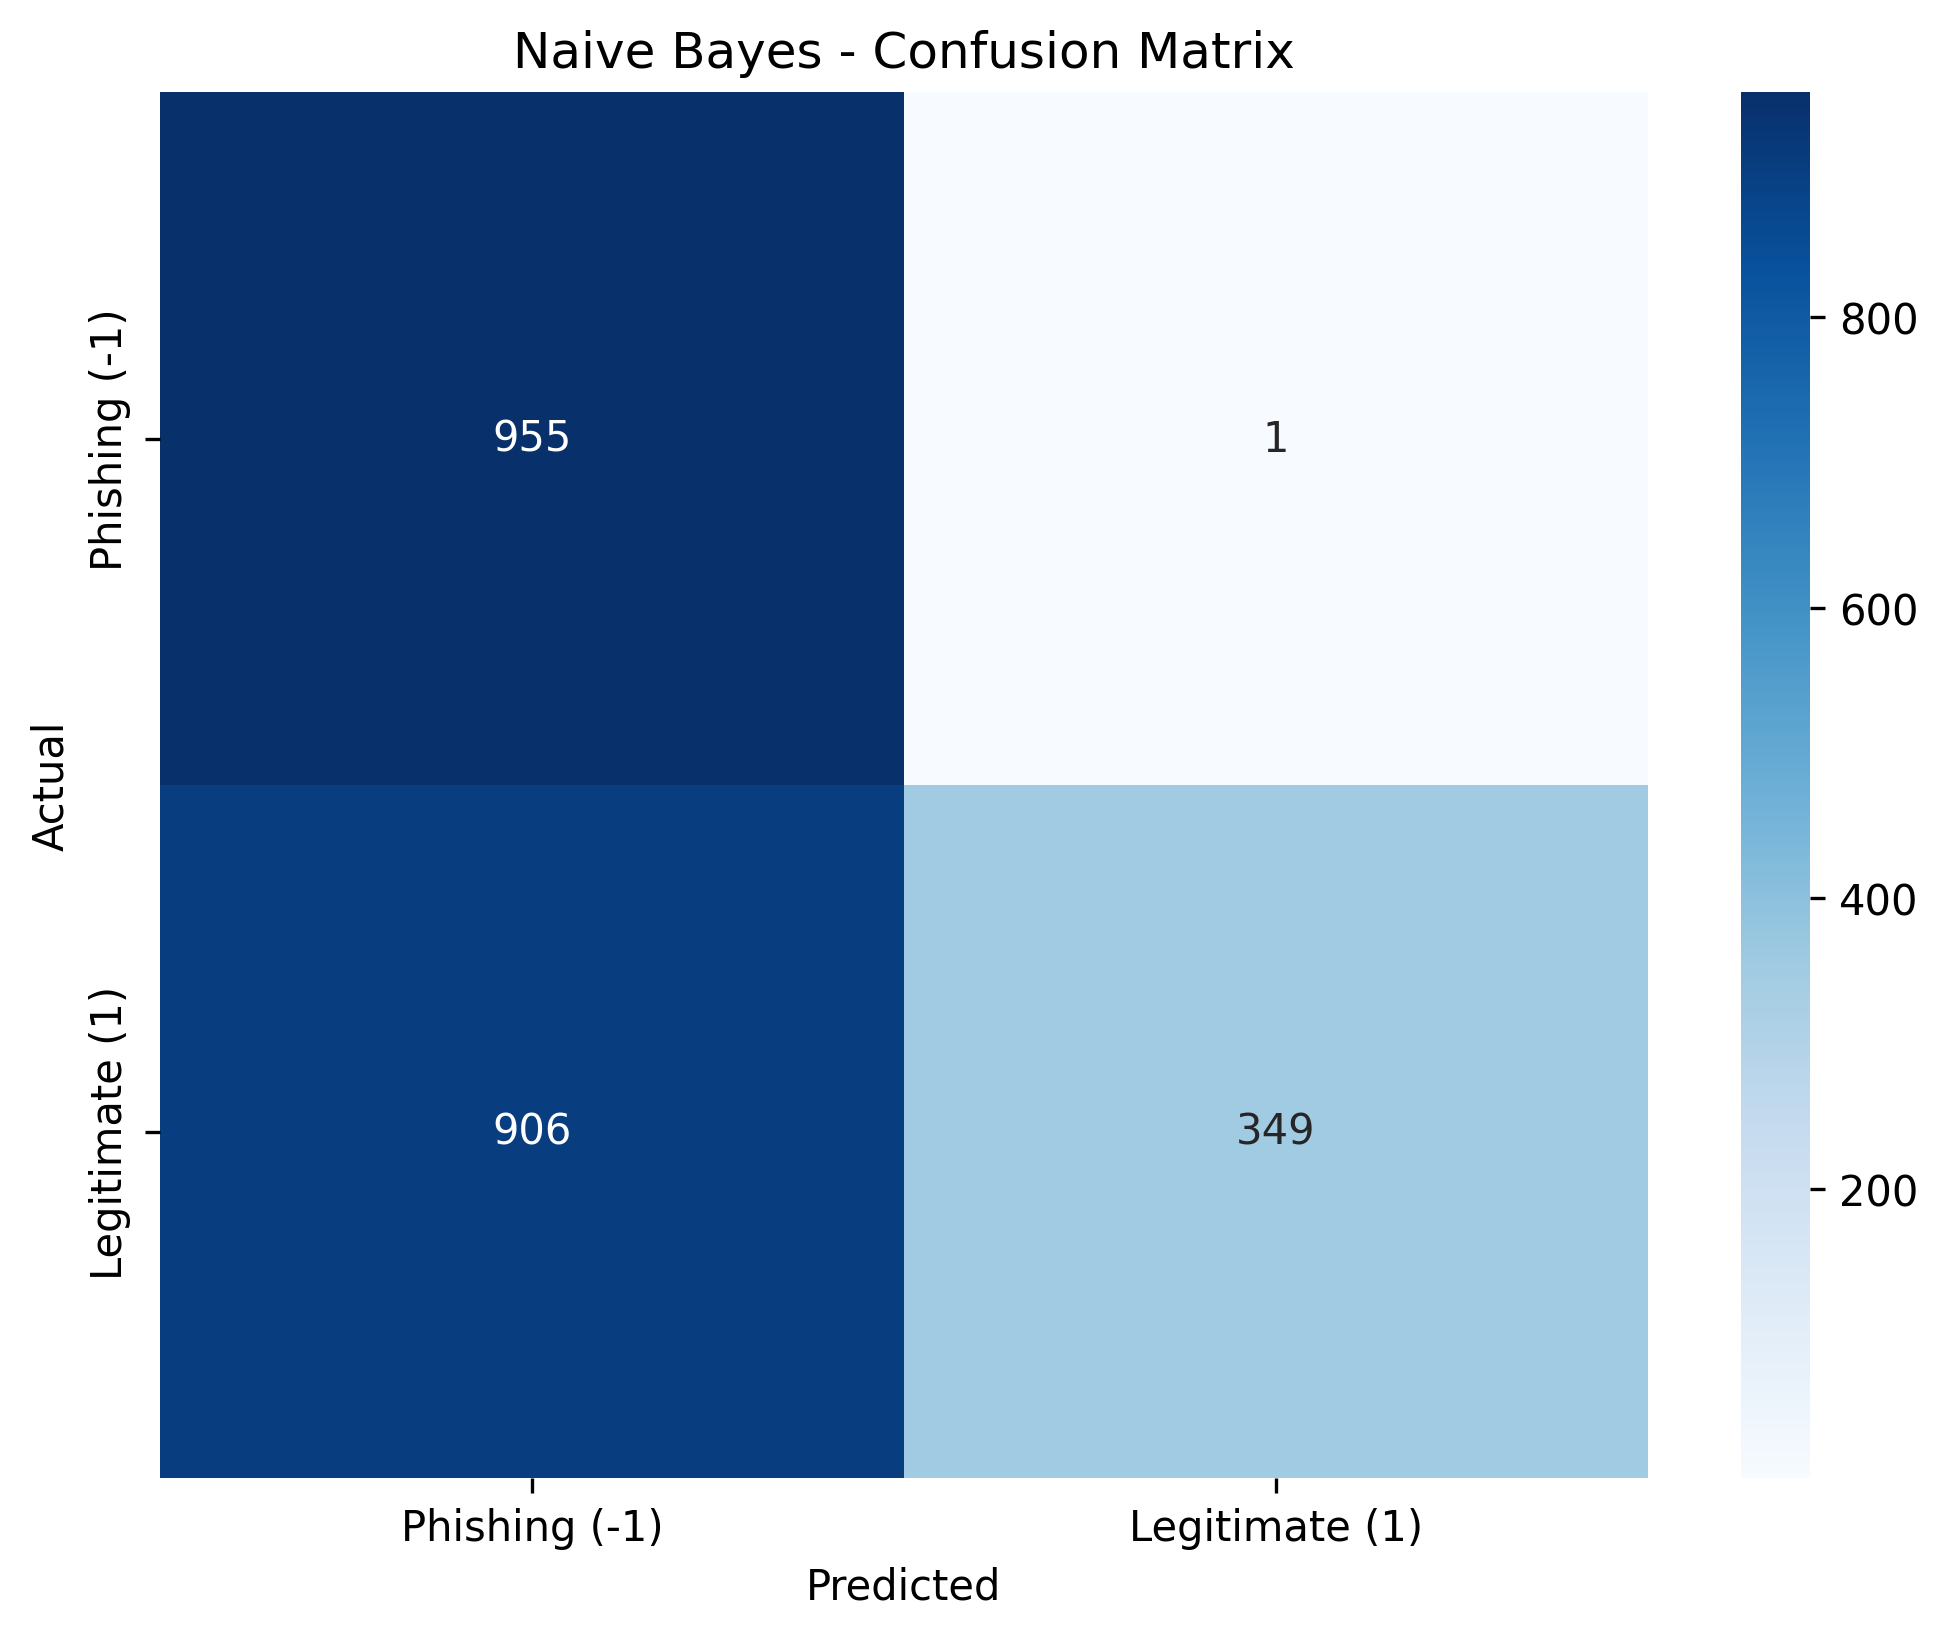 Naive Bayes - Confusion Matrix
Actual
Phishing (-1)
Legitimate (1)
955
1
906
349
Phishing (-1)
Legitimate (1)
Predicted
800
600
400
200